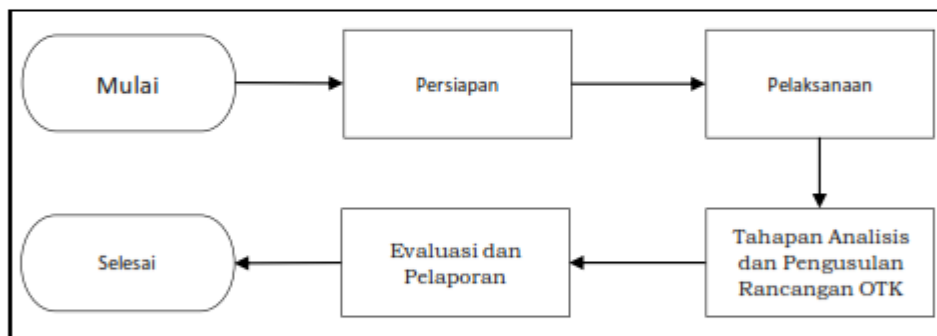 Mulai
Persiapan
Pelaksanaan
Tahapan Analisis
dan Pengusulan
Rancangan OTK
Evaluasi dan
Pelaporan
Selesai